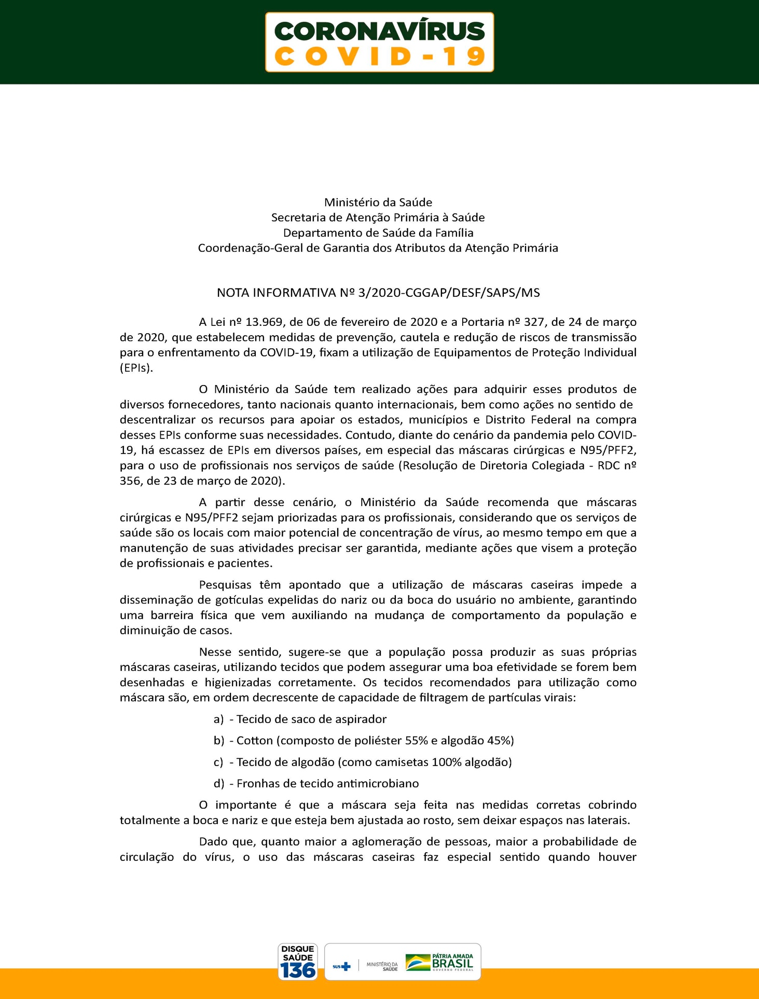 CORONAVÍRUS
COVID-19
Ministério da Saúde
Secretaria de Atenção Primária à Saúde
Departamento de Saúde da Família
Coordenação-Geral de Garantia dos Atributos da Atenção Primária
NOTA INFORMATIVA Nº 3/2020-CGGAP/DESF/SAPS/MS
A Lei nº 13.969, de 06 de fevereiro de 2020 e a Portaria nº 327, de 24 de março
de 2020, que estabelecem medidas de prevenção, cautela e redução de riscos de transmissão
para o enfrentamento da COVID-19, fixam a utilização de Equipamentos de Proteção Individual
(EPIs).
O Ministério da Saúde tem realizado ações para adquirir esses produtos de
diversos fornecedores, tanto nacionais quanto internacionais, bem como ações no sentido de
descentralizar os recursos para apoiar os estados, municípios e Distrito Federal na compra
desses EPIs conforme suas necessidades. Contudo, diante do cenário da pandemia pelo COVID-
19, há escassez de EPIs em diversos países, em especial das máscaras cirúrgicas e N95/PFF2,
para o uso de profissionais nos serviços de saúde (Resolução de Diretoria Colegiada - RDC nº
356, de 23 de março de 2020).
A partir desse cenário, o Ministério da Saúde recomenda que máscaras
cirúrgicas e N95/PFF2 sejam priorizadas para os profissionais, considerando que os serviços de
saúde são os locais com maior potencial de concentração de vírus, ao mesmo tempo em que a
manutenção de suas atividades precisar ser garantida, mediante ações que visem a proteção
de profissionais e pacientes.
Pesquisas têm apontado que a utilização de máscaras caseiras impede a
disseminação de gotículas expelidas do nariz ou da boca do usuário no ambiente, garantindo
uma barreira física que vem auxiliando na mudança de comportamento da população e
diminuição de casos.
Nesse sentido, sugere-se que a população possa produzir as suas próprias
máscaras caseiras, utilizando tecidos que podem assegurar uma boa efetividade se forem bem
desenhadas e higienizadas corretamente. Os tecidos recomendados para utilização como
máscara são, em ordem decrescente de capacidade de filtragem de partículas virais:
a) - Tecido de saco de aspirador
b) - Cotton (composto de poliéster 55% e algodão 45%)
c) - Tecido de algodão (como camisetas 100% algodão)
d) - Fronhas de tecido antimicrobiano
O importante é que a máscara seja feita nas medidas corretas cobrindo
totalmente a boca e nariz e que esteja bem ajustada ao rosto, sem deixar espaços nas laterais.
Dado que, quanto maior a aglomeração de pessoas, maior a probabilidade de
circulação do vírus, o uso das máscaras caseiras faz especial sentido quando houver
DISQUE
SAÚDE
136
SUS
MINISTÉRIO DA
SAÚDE
PÁTRIA AMADA
BRASIL
GOVERNO FEDERAL